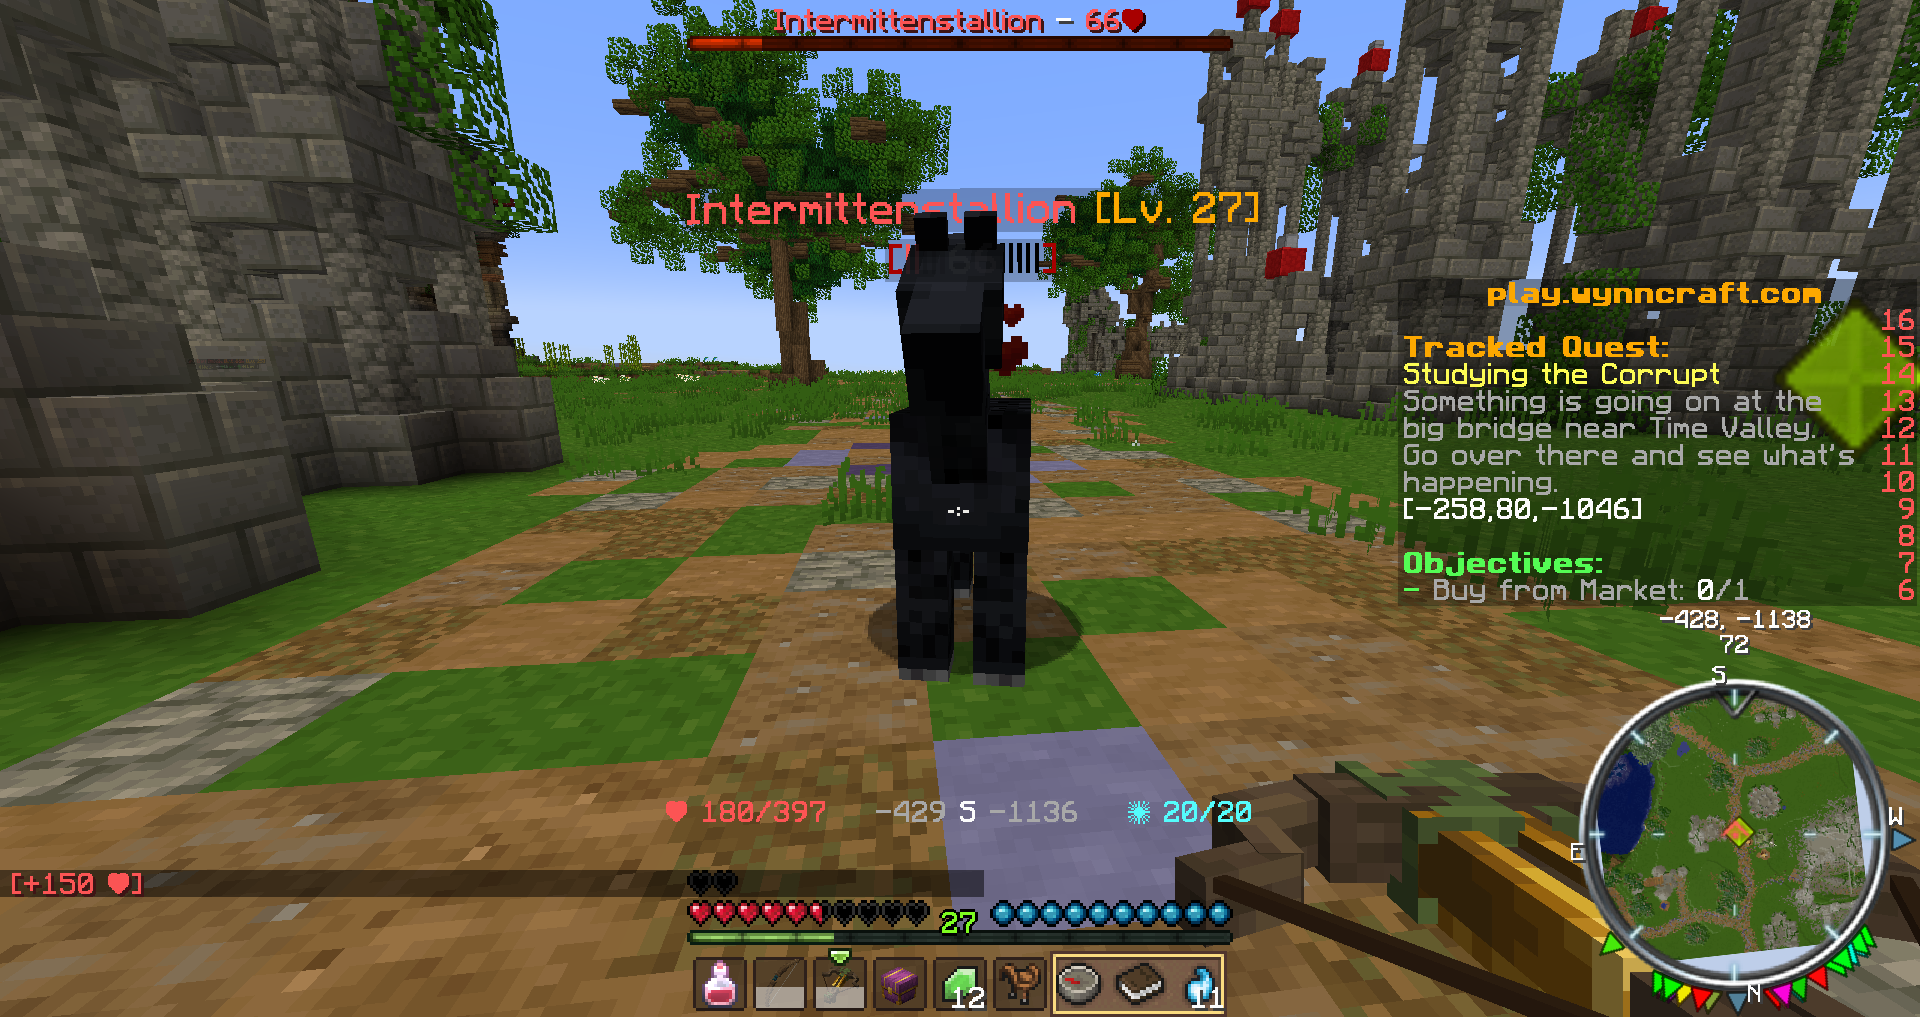 Intermittenstallion - 66
Intermittenstallion [Lv. 27]
play.wynncraft.com
16
Tracked Quest: 15
Studying the Corrupt 14
Something is going on at the 13
big bridge near Time Valley. 12
Go over there and see what's 11
happening. 10
[-258,80,-1046] 9
8
Objectives: 7
- Buy from Market: 0/1 6
-428, -1138
72
S
W
E
N
180/397 -429 S -1136 20/20
[+150 ]
27
12
11